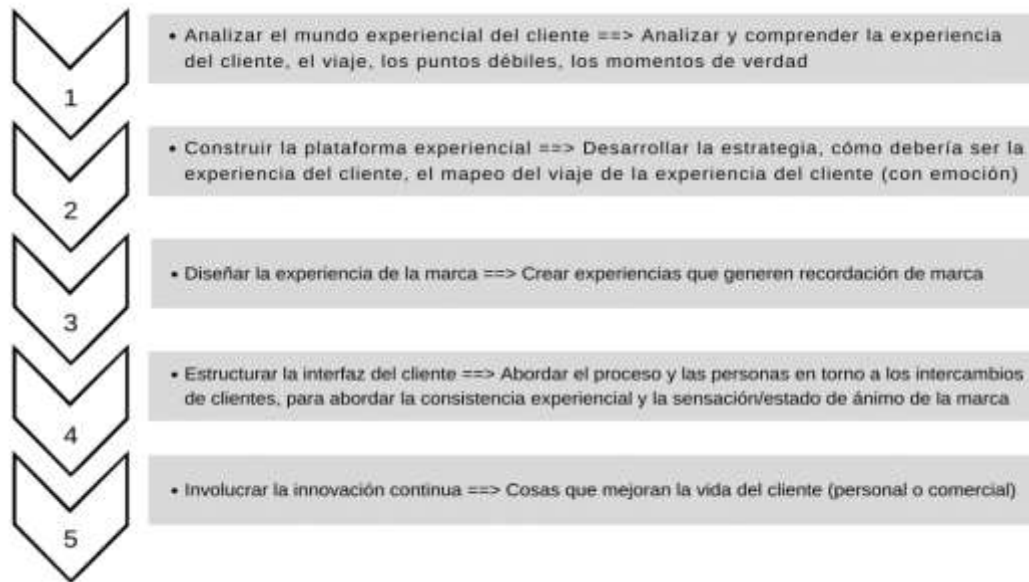 • Analizar el mundo experiencial del cliente ==> Analizar y comprender la experiencia
del cliente, el viaje, los puntos débiles, los momentos de verdad
1
• Construir la plataforma experiencial ==> Desarrollar la estrategia, cómo debería ser la
experiencia del cliente, el mapeo del viaje de la experiencia del cliente (con emoción)
2
• Diseñar la experiencia de la marca ==> Crear experiencias que generen recordación de marca
3
• Estructurar la interfaz del cliente ==> Abordar el proceso y las personas en torno a los intercambios
de clientes, para abordar la consistencia experiencial y la sensación/estado de ánimo de la marca
4
• Involucrar la innovación continua ==> Cosas que mejoran la vida del cliente (personal o comercial)
5